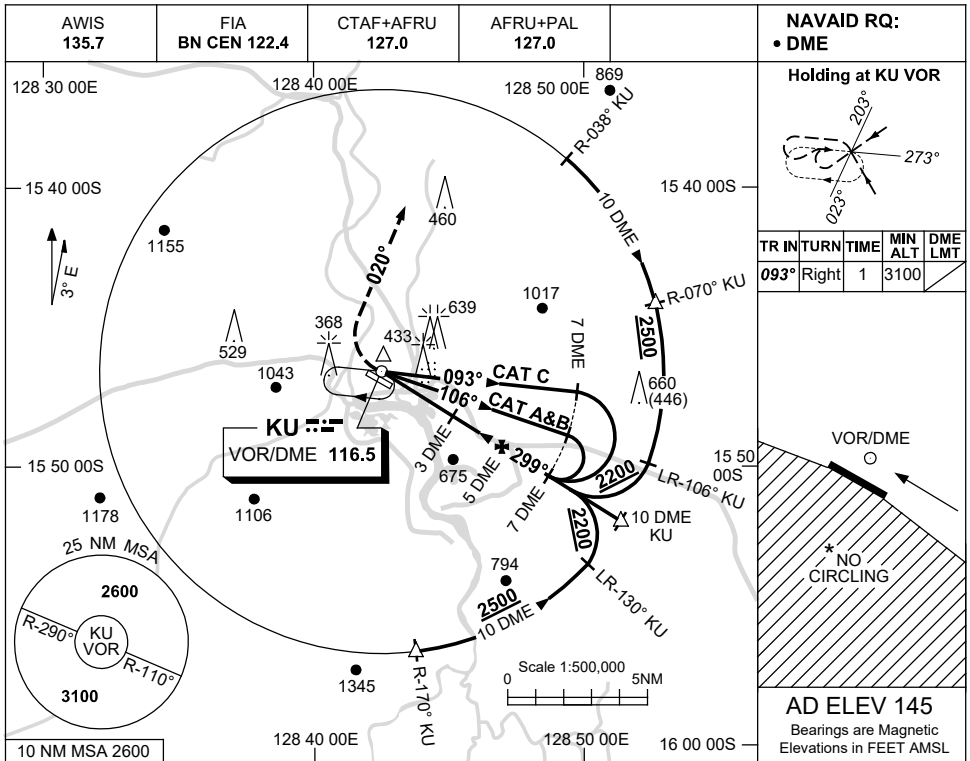 AWIS
135.7
FIA
BN CEN 122.4
CTAF+AFRU
127.0
AFRU+PAL
127.0
NAVAID RQ:
• DME
128 30 00E
128 40 00E
128 50 00E
869
R-038° KU
15 40 00S
15 40 00S
10 DME
460
1155
3° E
020°
R-070° KU
2500
1017
639
433
368
529
7 DME
1043
093°
CAT C
660
(446)
106°
CAT A&B
KU
VOR/DME 116.5
3 DME
299°
675
5 DME
2200
LR-106° KU
15 50 00S
15 50
00S
7 DME
10 DME
KU
1178
1106
2200
794
LR-130° KU
2500
10 DME
25 NM MSA
2600
R-290°
KU
VOR
R-110°
3100
1345
R-170° KU
Scale 1:500,000
0
5NM
128 40 00E
128 50 00E
16 00 00S
10 NM MSA 2600
Holding at KU VOR
203°
273°
023°
TR IN
TURN
TIME
MIN
ALT
DME
LMT
093°
Right
1
3100
VOR/DME
* NO
CIRCLING
AD ELEV 145
Bearings are Magnetic
Elevations in FEET AMSL